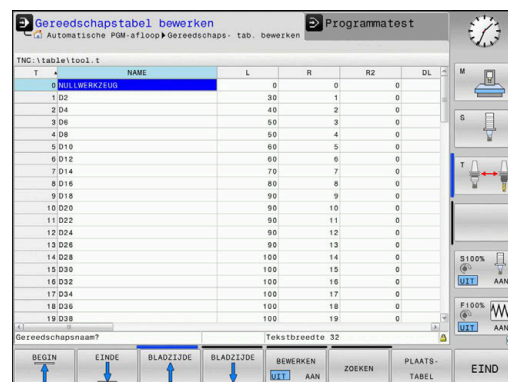 Gereedschapstabel bewerken
Automatische PGM-afloop Gereedschaps- tab. bewerken
Programmatest
TNC:\table\tool.t
T NAME L R R2 DL
0 NULLWERKZEUG 0 0 0
1 D2 30 1 0
2 D4 40 2 0
3 D6 50 3 0
4 D8 50 4 0
5 D10 60 5 0
6 D12 60 6 0
7 D14 70 7 0
8 D16 80 8 0
9 D18 90 9 0
10 D20 90 10 0
11 D22 90 11 0
12 D24 90 12 0
13 D26 90 13 0
14 D28 100 14 0
15 D30 100 15 0
16 D32 100 16 0
17 D34 100 17 0
18 D36 100 18 0
19 D38 100 19 0
Gereedschapsnaam? Tekstbreedte 32
M
S
T
S100%
UIT AAN
F100%
UIT AAN
BEGIN
EINDE
BLADZIJDE
BLADZIJDE
BEWERKEN
UIT AAN
ZOEKEN
PLAATS-
TABEL
EIND